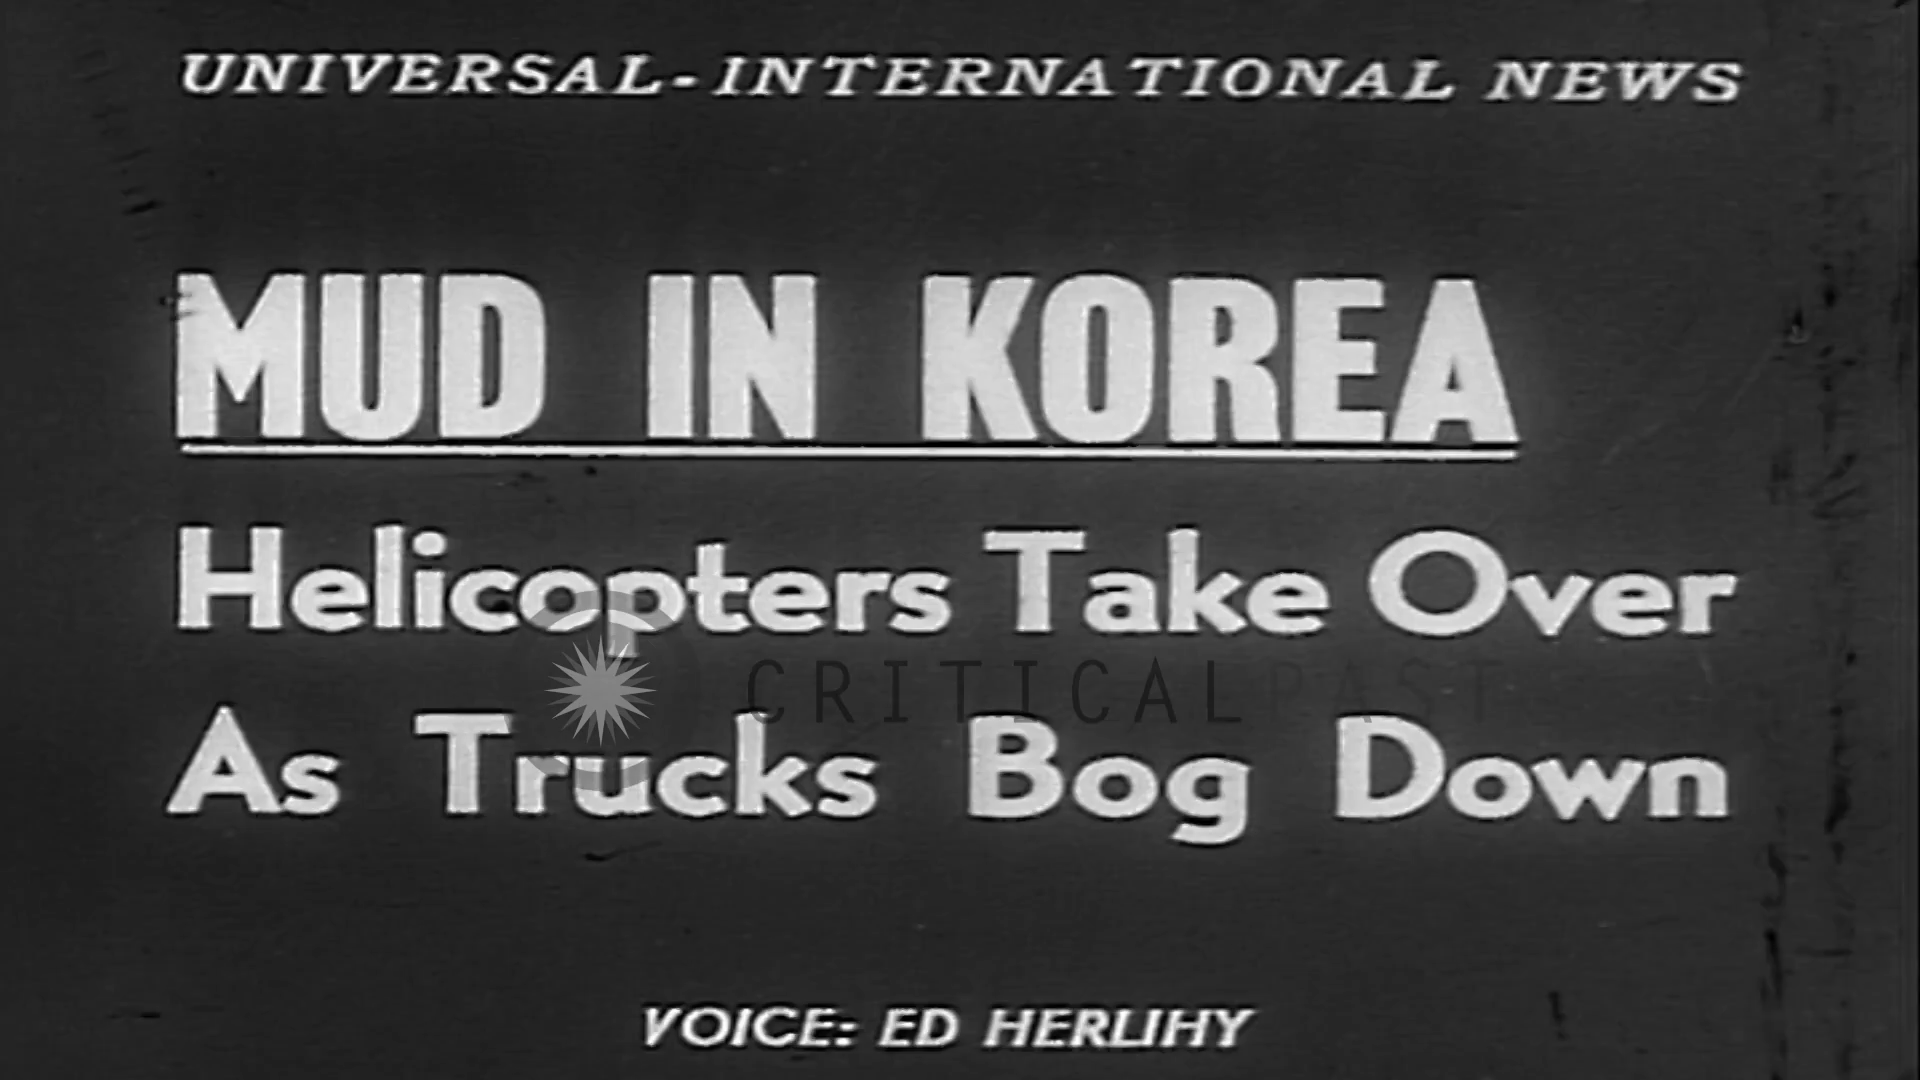 UNIVERSAL-INTERNATIONAL NEWS
MUD IN KOREA
Helicopters Take Over
CRITICALPAST
As Trucks Bog Down
VOICE: ED HERLIHY